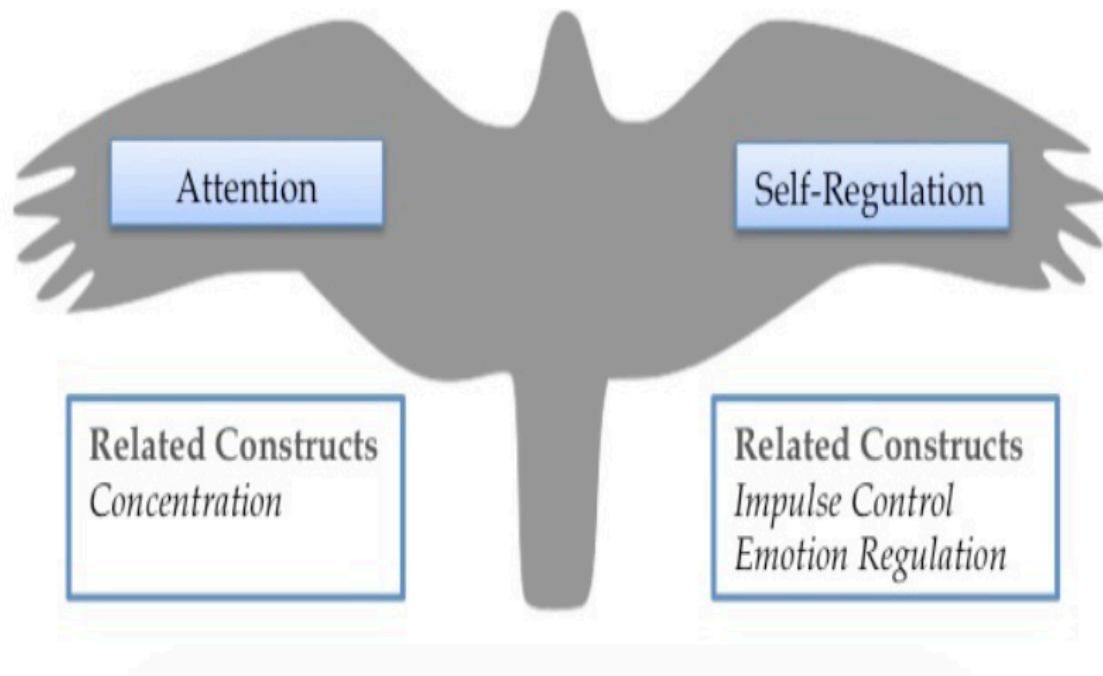 Attention
Self-Regulation
Related Constructs
Concentration
Related Constructs
Impulse Control
Emotion Regulation